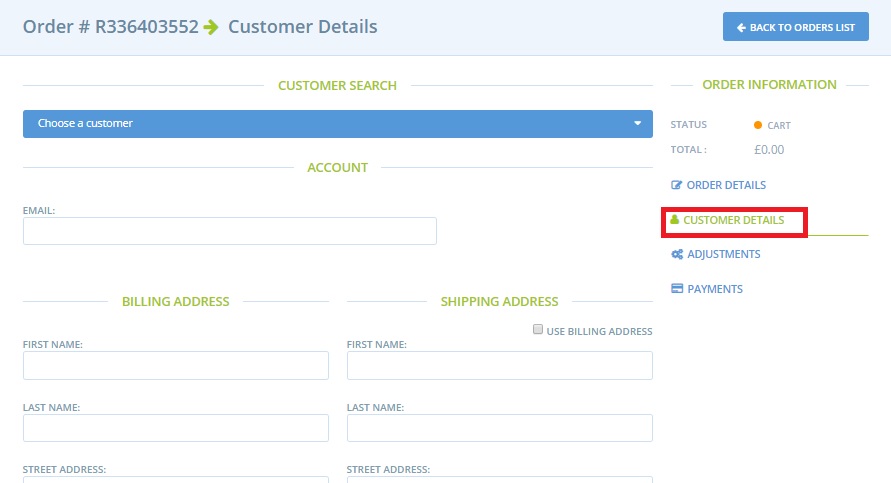 Order # R336403552 Customer Details
BACK TO ORDERS LIST
CUSTOMER SEARCH
Choose a customer
ACCOUNT
EMAIL:
BILLING ADDRESS
SHIPPING ADDRESS
USE BILLING ADDRESS
FIRST NAME:
FIRST NAME:
LAST NAME:
LAST NAME:
STREET ADDRESS:
STREET ADDRESS:
ORDER INFORMATION
STATUS CART
TOTAL : £0.00
ORDER DETAILS
CUSTOMER DETAILS
ADJUSTMENTS
PAYMENTS